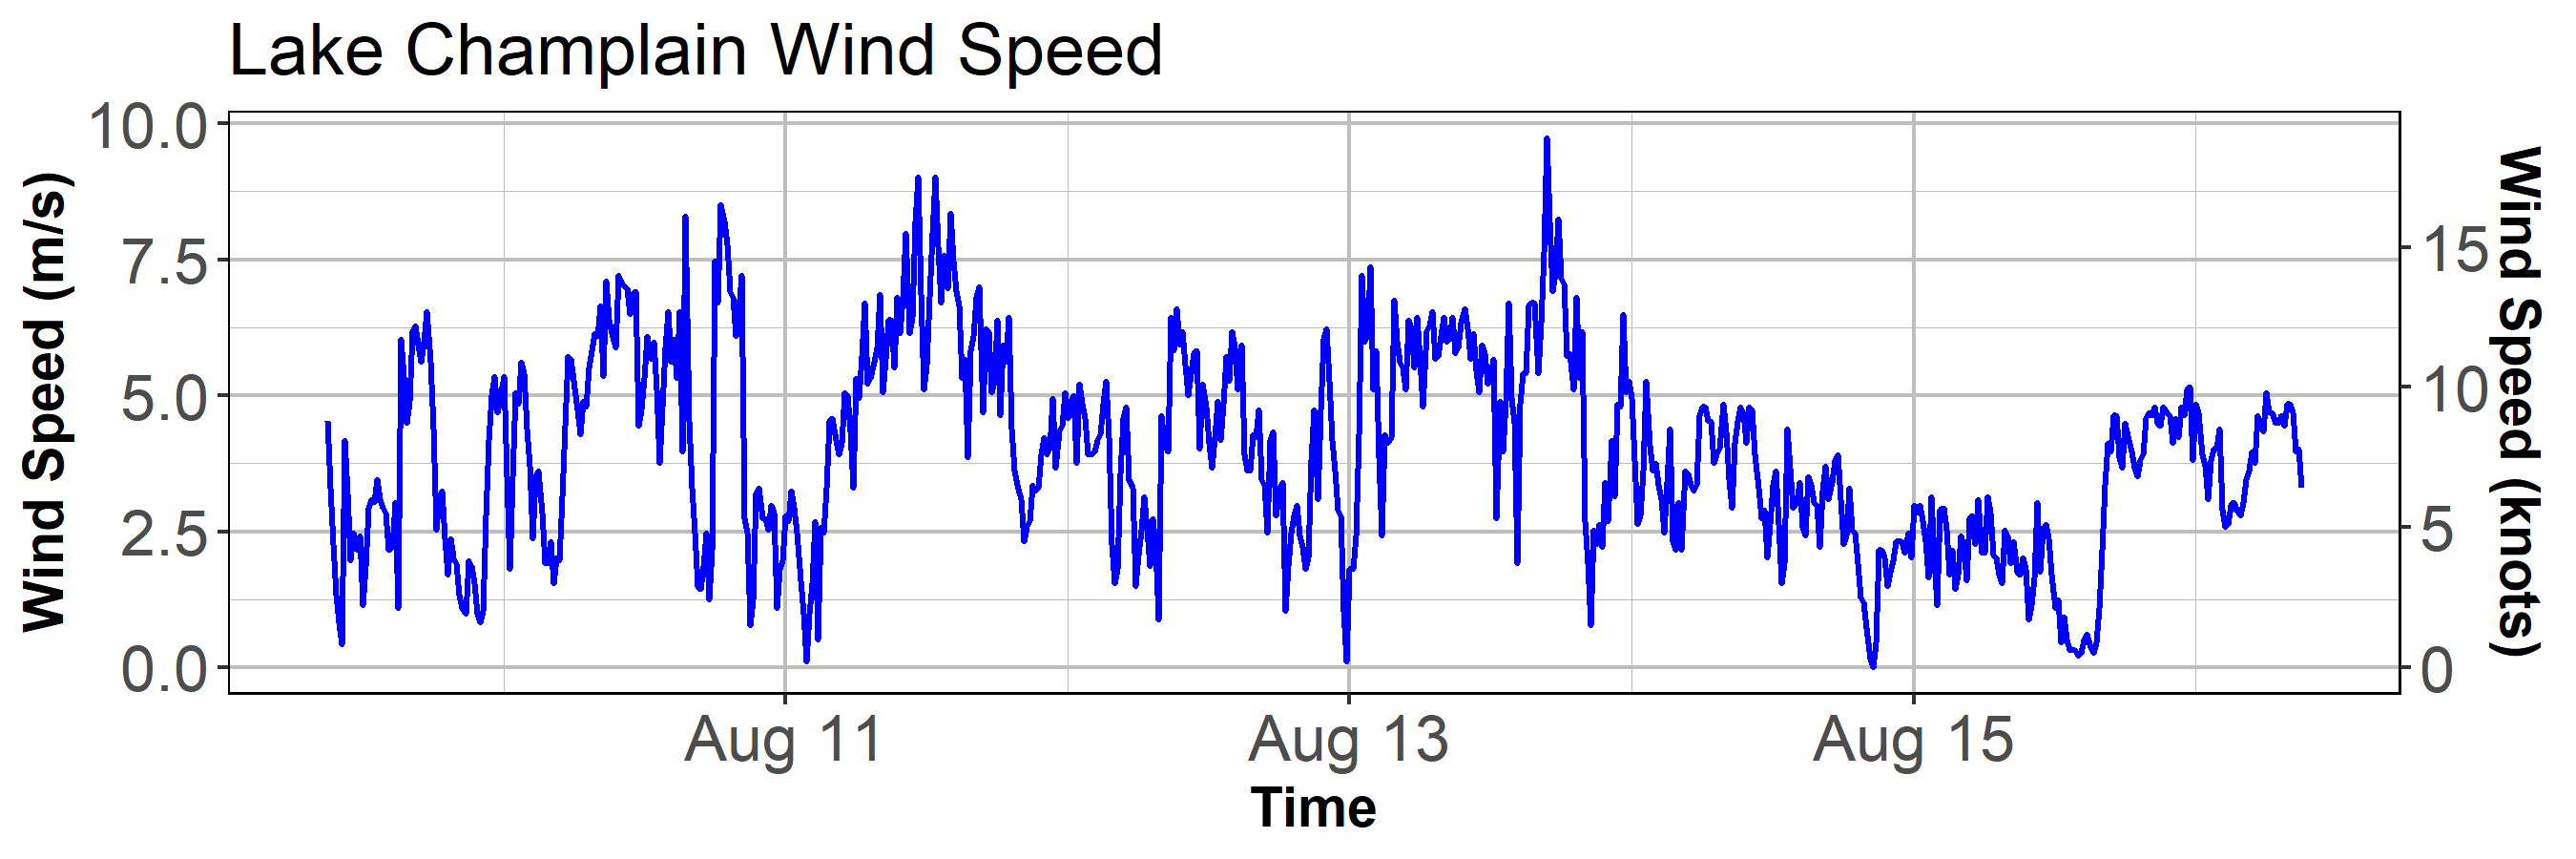 Lake Champlain Wind Speed
Wind Speed (m/s)
10.0
7.5
5.0
2.5
0.0
Wind Speed (knots)
15
10
5
0
Aug 11
Aug 13
Aug 15
Time